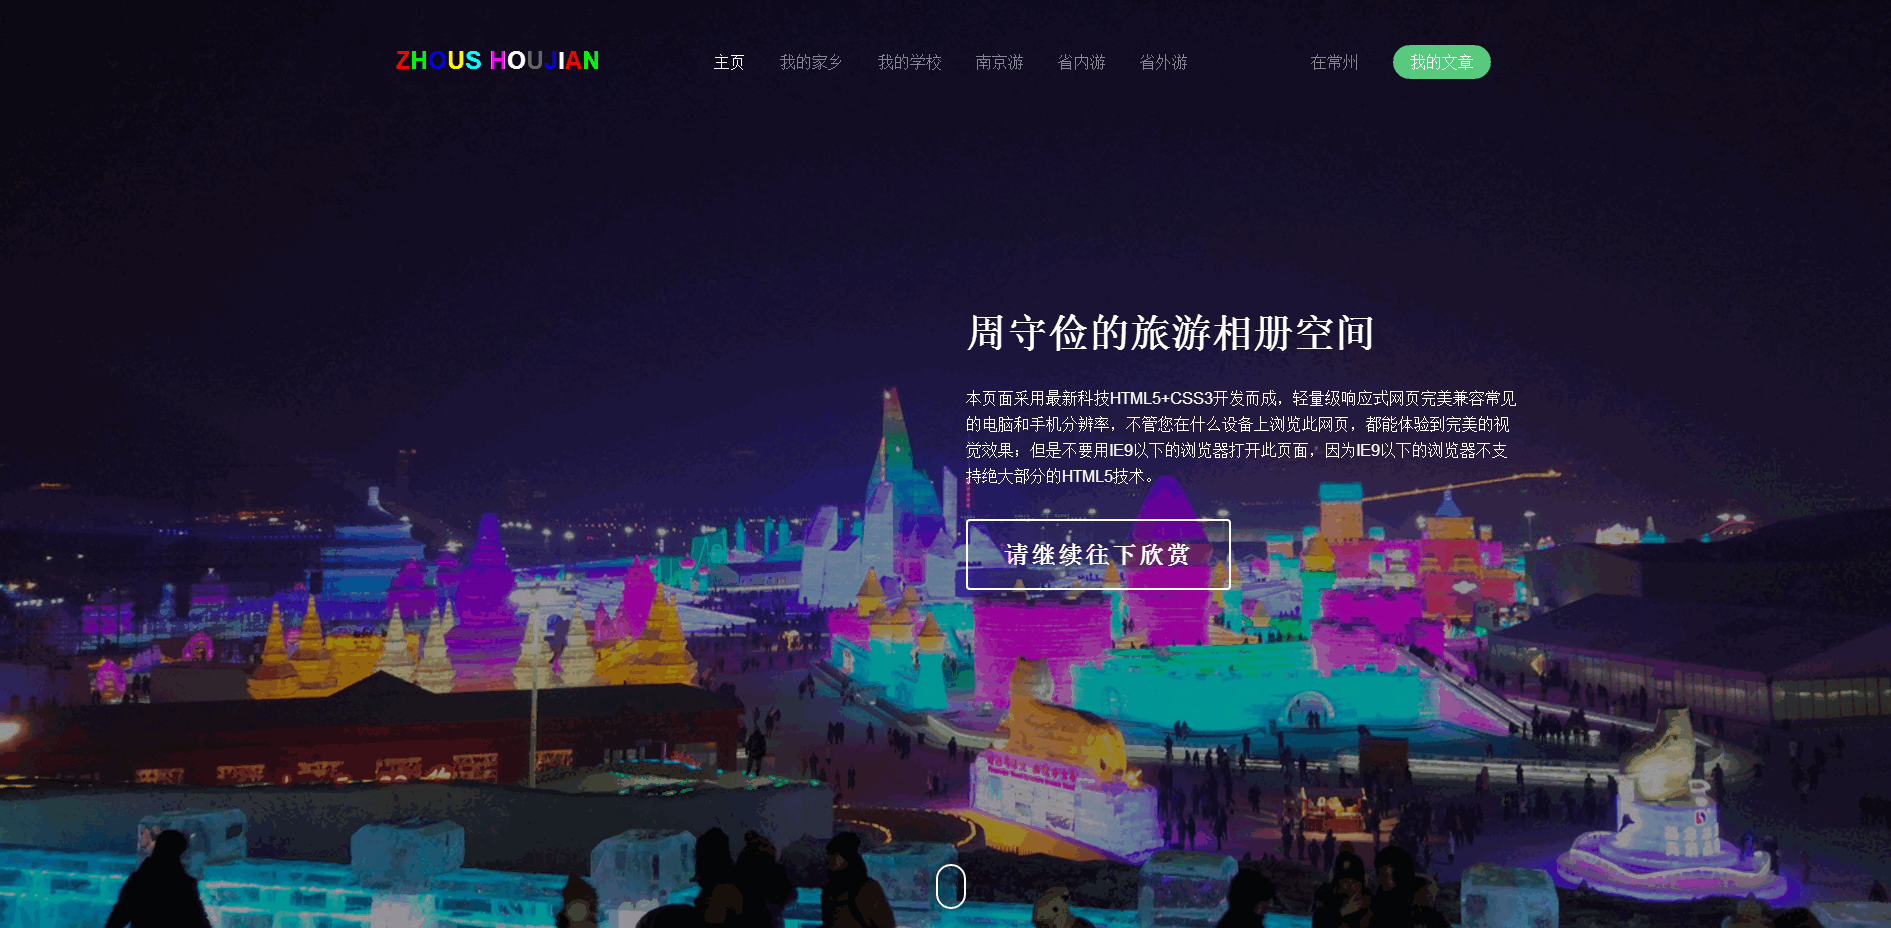 ZHOUS HOUJIAN 主页 我的家乡 我的学校 南京游 省内游 省外游 在常州 我的文章
周守俭的旅游相册空间
本页面采用最新科技HTML5+CSS3开发而成，轻量级响应式网页完美兼容常见
的电脑和手机分辨率，不管您在什么设备上浏览此网页，都能体验到完美的视
觉效果；但是不要用IE9以下的浏览器打开此页面，因为IE9以下的浏览器不支
持绝大部分的HTML5技术。
请继续往下欣赏